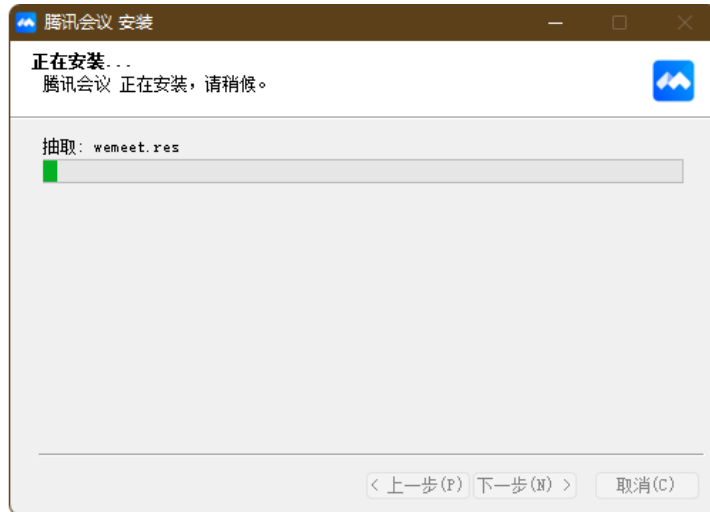 腾讯会议 安装
正在安装...
腾讯会议 正在安装，请稍候。
抽取: wemeet.res
< 上一步(P) 下一步(N) > 取消(C)